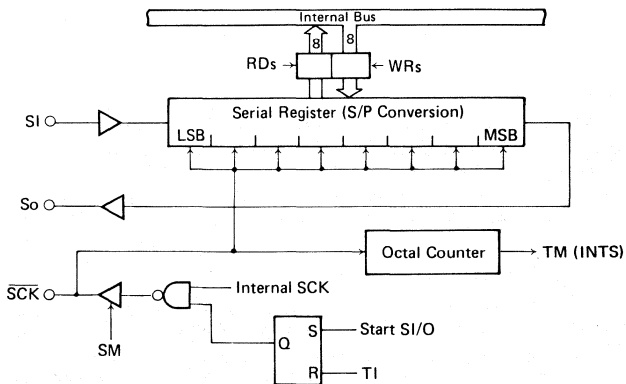 Internal Bus
8 8
RDs WRs
SI
Serial Register (S/P Conversion)
LSB MSB
So
Octal Counter
TM (INTS)
SCK
Internal SCK
SM
Q S Start SI/O
R TI